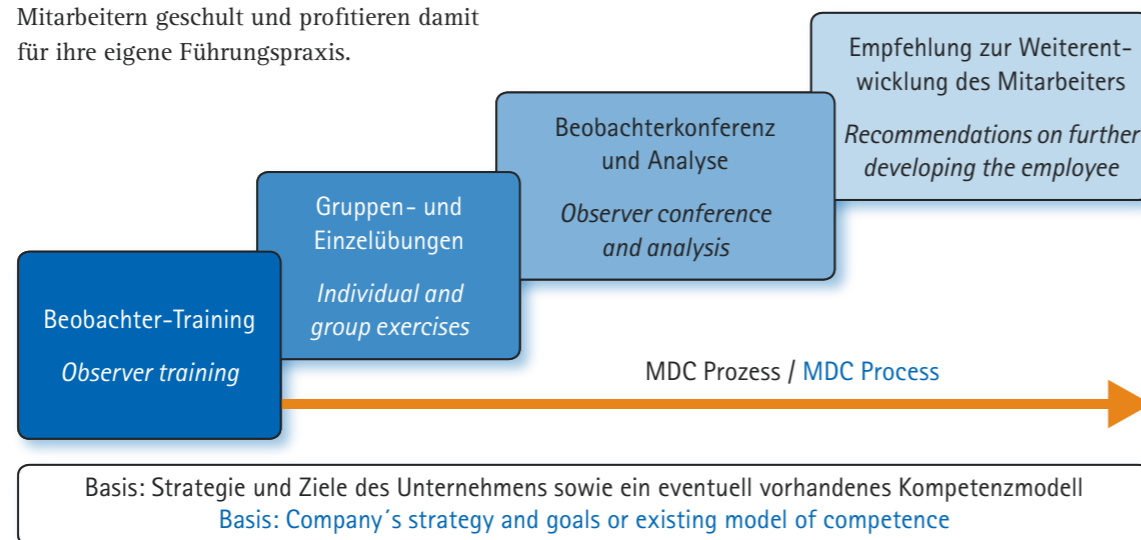 Mitarbeitern geschult und profitieren damit
für ihre eigene Führungspraxis.
Beobachter-Training
Observer training
Gruppen- und
Einzelübungen
Individual and
group exercises
Beobachterkonferenz
und Analyse
Observer conference
and analysis
Empfehlung zur Weiterent-
wicklung des Mitarbeiters
Recommendations on further
developing the employee
MDC Prozess / MDC Process
Basis: Strategie und Ziele des Unternehmens sowie ein eventuell vorhandenes Kompetenzmodell
Basis: Company´s strategy and goals or existing model of competence